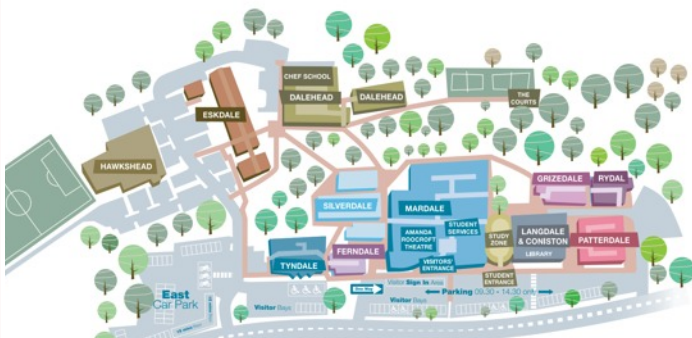 CHEF SCHOOL
DALEHEAD
DALEHEAD
THE
COURTS
ESKDALE
HAWKSHEAD
GRIZEDALE
RYDAL
SILVERDALE
MARDALE
AMANDA
ROOCROFT
THEATRE
STUDENT
SERVICES
STUDY
ZONE
LANGDALE
& CONISTON
LIBRARY
PATTERDALE
FERNDALE
TYNDALE
VISITORS'
ENTRANCE
STUDENT
ENTRANCE
Visitor Sign in Area
Parking 09.30 - 14.30 only
Visitor Bays
Visitor Bays
East
Car Park